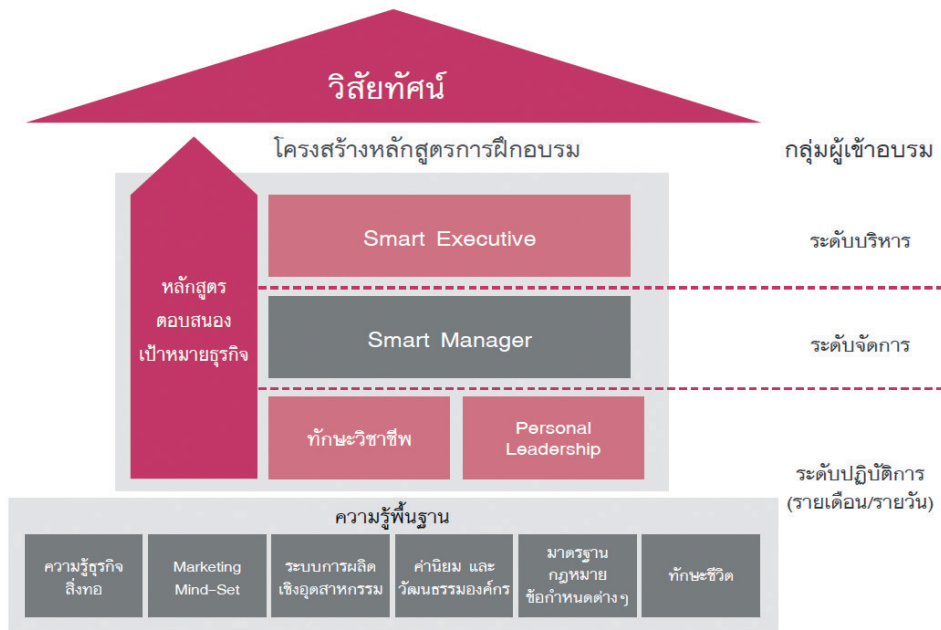 วิสัยทัศน์
โครงสร้างหลักสูตรการฝึกอบรม
กลุ่มผู้เข้าอบรม
Smart Executive
ระดับบริหาร
หลักสูตร
ตอบสนอง
เป้าหมายธุรกิจ
Smart Manager
ระดับจัดการ
ทักษะวิชาชีพ
Personal
Leadership
ระดับปฏิบัติการ
(รายเดือน/รายวัน)
ความรู้พื้นฐาน
ความรู้ธุรกิจ
สิ่งทอ
Marketing
Mind-Set
ระบบการผลิต
เชิงอุตสาหกรรม
ค่านิยม และ
วัฒนธรรมองค์กร
มาตรฐาน
กฎหมาย
ข้อกำหนดต่างๆ
ทักษะชีวิต